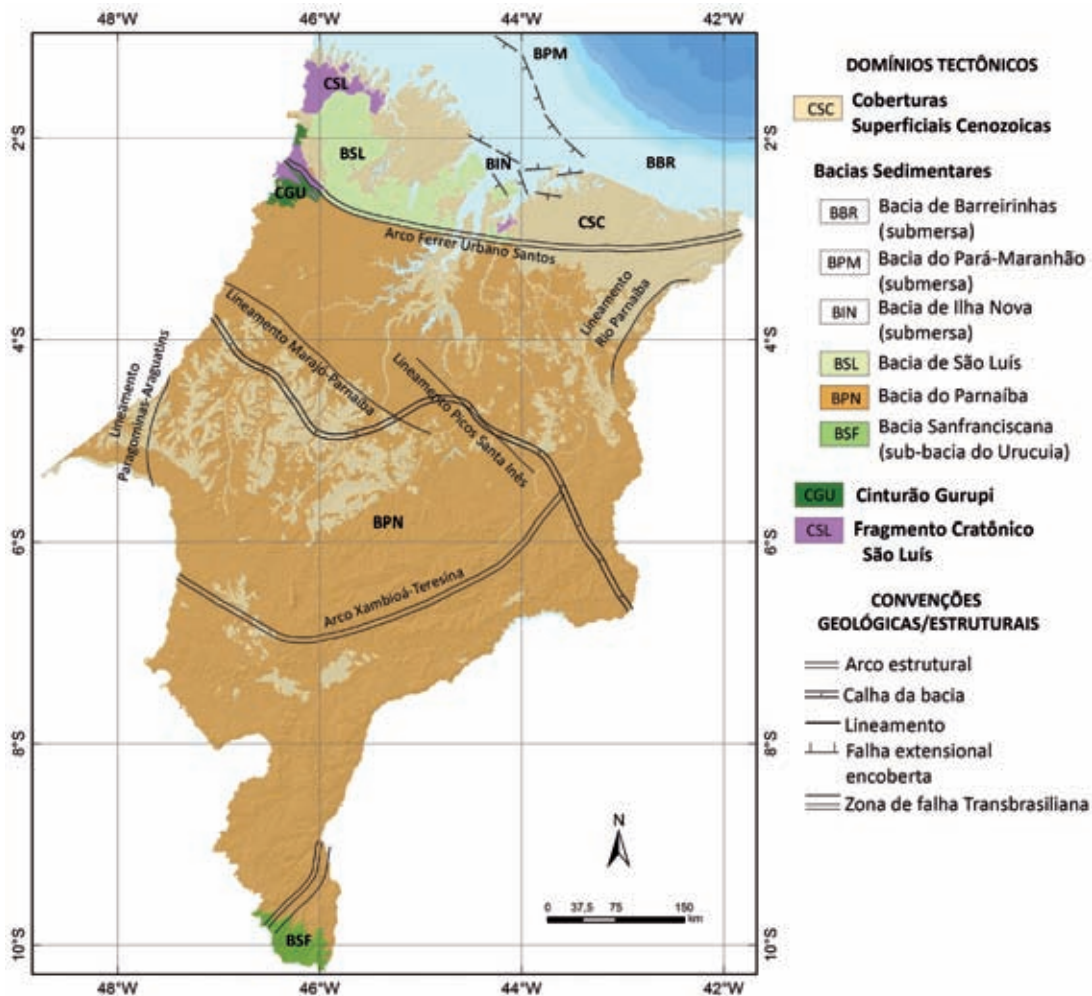 48°W 46°W 44°W 42°W
BPM
CSL
2°S 2°S
BSL
BIN
BBR
CGU
CSC
Arco Ferrer Urbano Santos
Lineamento
Rio Parnaíba
Lineamento Marajó-Parnaíba
4°S 4°S
Lineamento
Paragominas-Araguatins
Lineamento Picos Santa Inês
BPN
6°S 6°S
Arco Xambioá-Teresina
8°S 8°S
N
0 37,5 75 150
km
BSF
10°S 10°S
48°W 46°W 44°W 42°W
DOMÍNIOS TECTÔNICOS
CSC Coberturas
Superficiais Cenozoicas
Bacias Sedimentares
BBR Bacia de Barreirinhas
(submersa)
BPM Bacia do Pará-Maranhão
(submersa)
BIN Bacia de Ilha Nova
(submersa)
BSL Bacia de São Luís
BPN Bacia do Parnaíba
BSF Bacia Sanfranciscana
(sub-bacia do Urucuia)
CGU Cinturão Gurupi
CSL Fragmento Cratônico
São Luís
CONVENÇÕES
GEOLÓGICAS/ESTRUTURAIS
Arco estrutural
Calha da bacia
Lineamento
Falha extensional
encoberta
Zona de falha Transbrasiliana